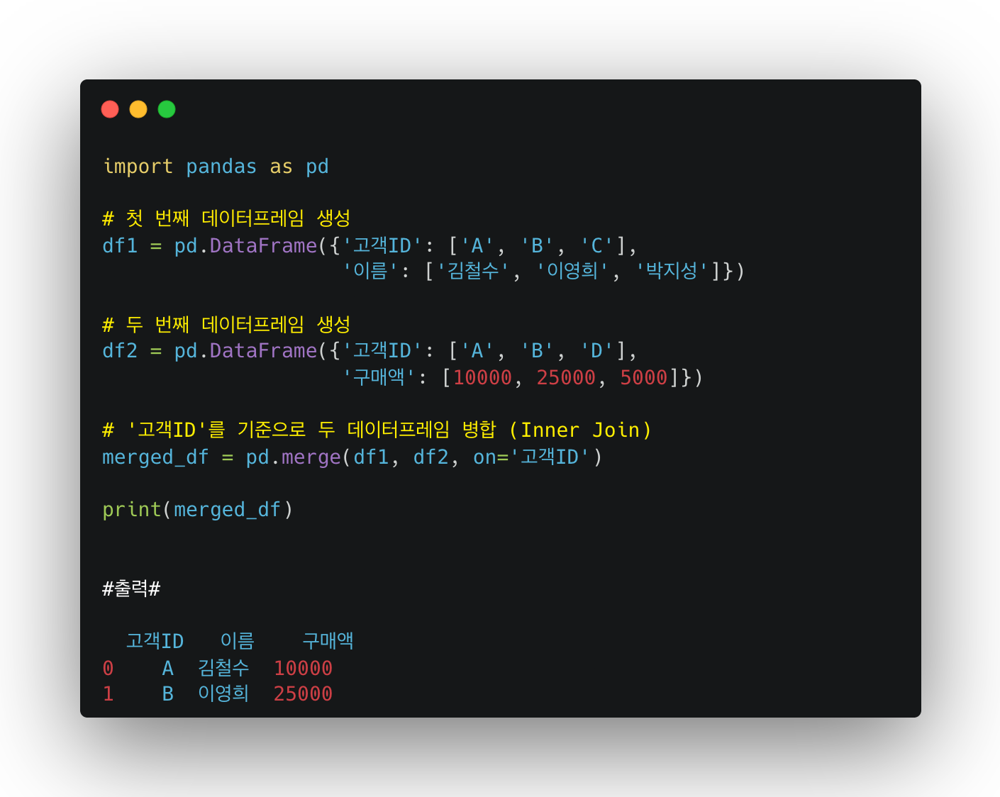 import pandas as pd
# 첫 번째 데이터프레임 생성
df1 = pd.DataFrame({'고객ID': ['A', 'B', 'C'],
'이름': ['김철수', '이영희', '박지성']})
# 두 번째 데이터프레임 생성
df2 = pd.DataFrame({'고객ID': ['A', 'B', 'D'],
'구매액': [10000, 25000, 5000]})
# '고객ID'를 기준으로 두 데이터프레임 병합 (Inner Join)
merged_df = pd.merge(df1, df2, on='고객ID')
print(merged_df)
#출력#
고객ID 이름 구매액
0 A 김철수 10000
1 B 이영희 25000